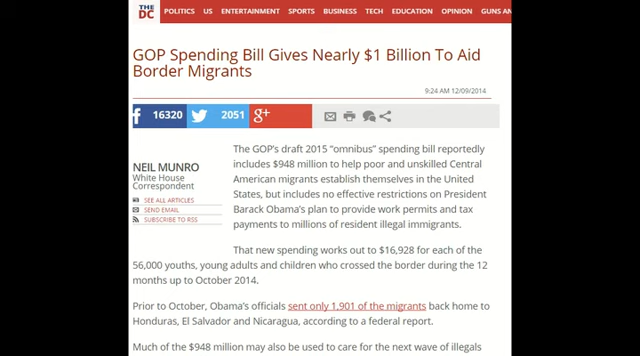 THE
DC
POLITICS US ENTERTAINMENT SPORTS BUSINESS TECH EDUCATION OPINION GUNS AN
GOP Spending Bill Gives Nearly $1 Billion To Aid
Border Migrants
9:24 AM 12/09/2014
f 16320 2051 g+
NEIL MUNRO
White House
Correspondent
SEE ALL ARTICLES
SEND EMAIL
SUBSCRIBE TO RSS
The GOP's draft 2015 "omnibus" spending bill reportedly
includes $948 million to help poor and unskilled Central
American migrants establish themselves in the United
States, but includes no effective restrictions on President
Barack Obama's plan to provide work permits and tax
payments to millions of resident illegal immigrants.
That new spending works out to $16,928 for each of the
56,000 youths, young adults and children who crossed the border during the 12
months up to October 2014.
Prior to October, Obama's officials sent only 1,901 of the migrants back home to
Honduras, El Salvador and Nicaragua, according to a federal report.
Much of the $948 million may also be used to care for the next wave of illegals